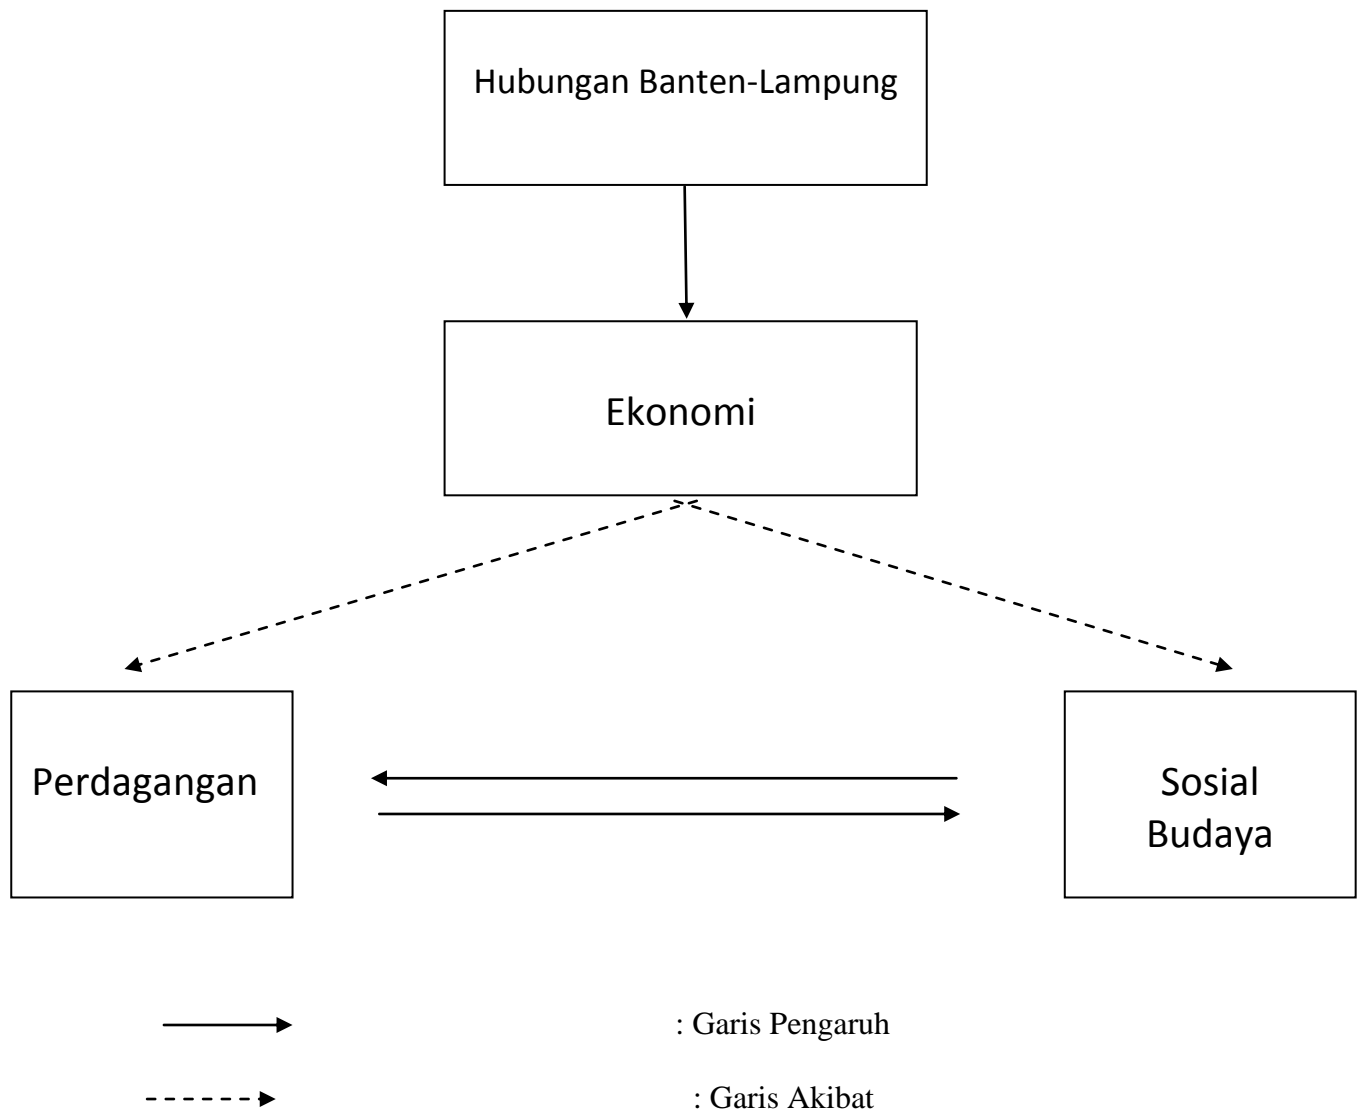 Hubungan Banten-Lampung
Ekonomi
Perdagangan
Sosial
Budaya
: Garis Pengaruh
: Garis Akibat